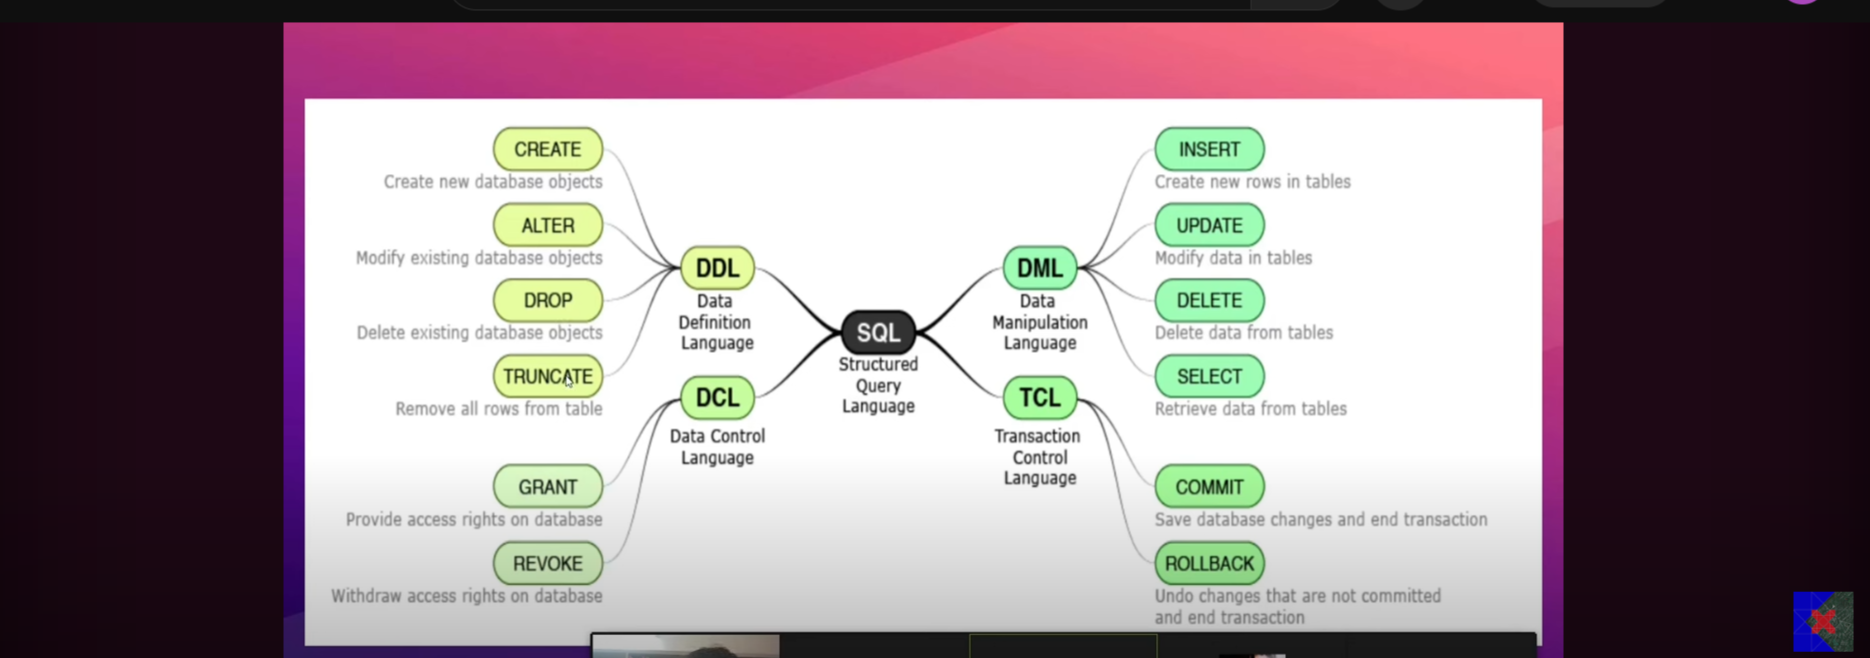 CREATE
Create new database objects
ALTER
Modify existing database objects
DROP
Delete existing database objects
TRUNCATE
Remove all rows from table
GRANT
Provide access rights on database
REVOKE
Withdraw access rights on database
DDL
Data
Definition
Language
DCL
Data Control
Language
SQL
Structured
Query
Language
DML
Data
Manipulation
Language
TCL
Transaction
Control
Language
INSERT
Create new rows in tables
UPDATE
Modify data in tables
DELETE
Delete data from tables
SELECT
Retrieve data from tables
COMMIT
Save database changes and end transaction
ROLLBACK
Undo changes that are not committed
and end transaction